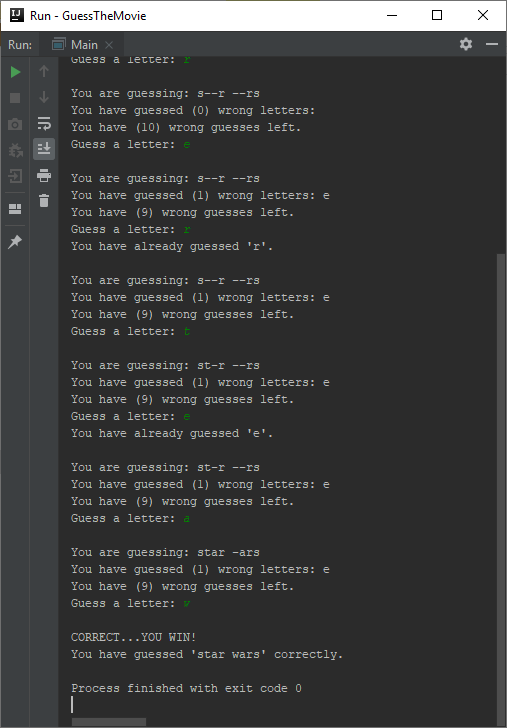 Run - GuessTheMovie
Run: Main
Guess a letter: r
You are guessing: s--r --rs
You have guessed (0) wrong letters:
You have (10) wrong guesses left.
Guess a letter: e
You are guessing: s--r --rs
You have guessed (1) wrong letters: e
You have (9) wrong guesses left.
Guess a letter: r
You have already guessed 'r'.
You are guessing: s--r --rs
You have guessed (1) wrong letters: e
You have (9) wrong guesses left.
Guess a letter: t
You are guessing: st-r --rs
You have guessed (1) wrong letters: e
You have (9) wrong guesses left.
Guess a letter: e
You have already guessed 'e'.
You are guessing: st-r --rs
You have guessed (1) wrong letters: e
You have (9) wrong guesses left.
Guess a letter: a
You are guessing: star -ars
You have guessed (1) wrong letters: e
You have (9) wrong guesses left.
Guess a letter: w
CORRECT...YOU WIN!
You have guessed 'star wars' correctly.
Process finished with exit code 0